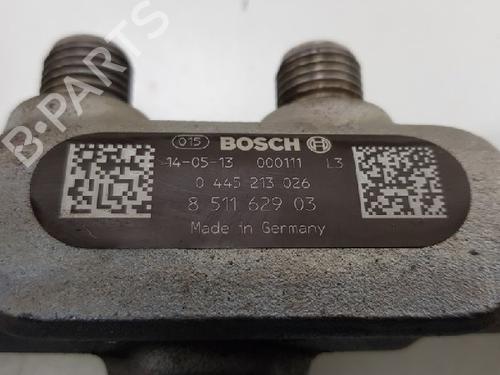 015 BOSCH
14-05-13 000111 L3
0 445 213 026
8 511 629 03
Made in Germany
B-PARTS